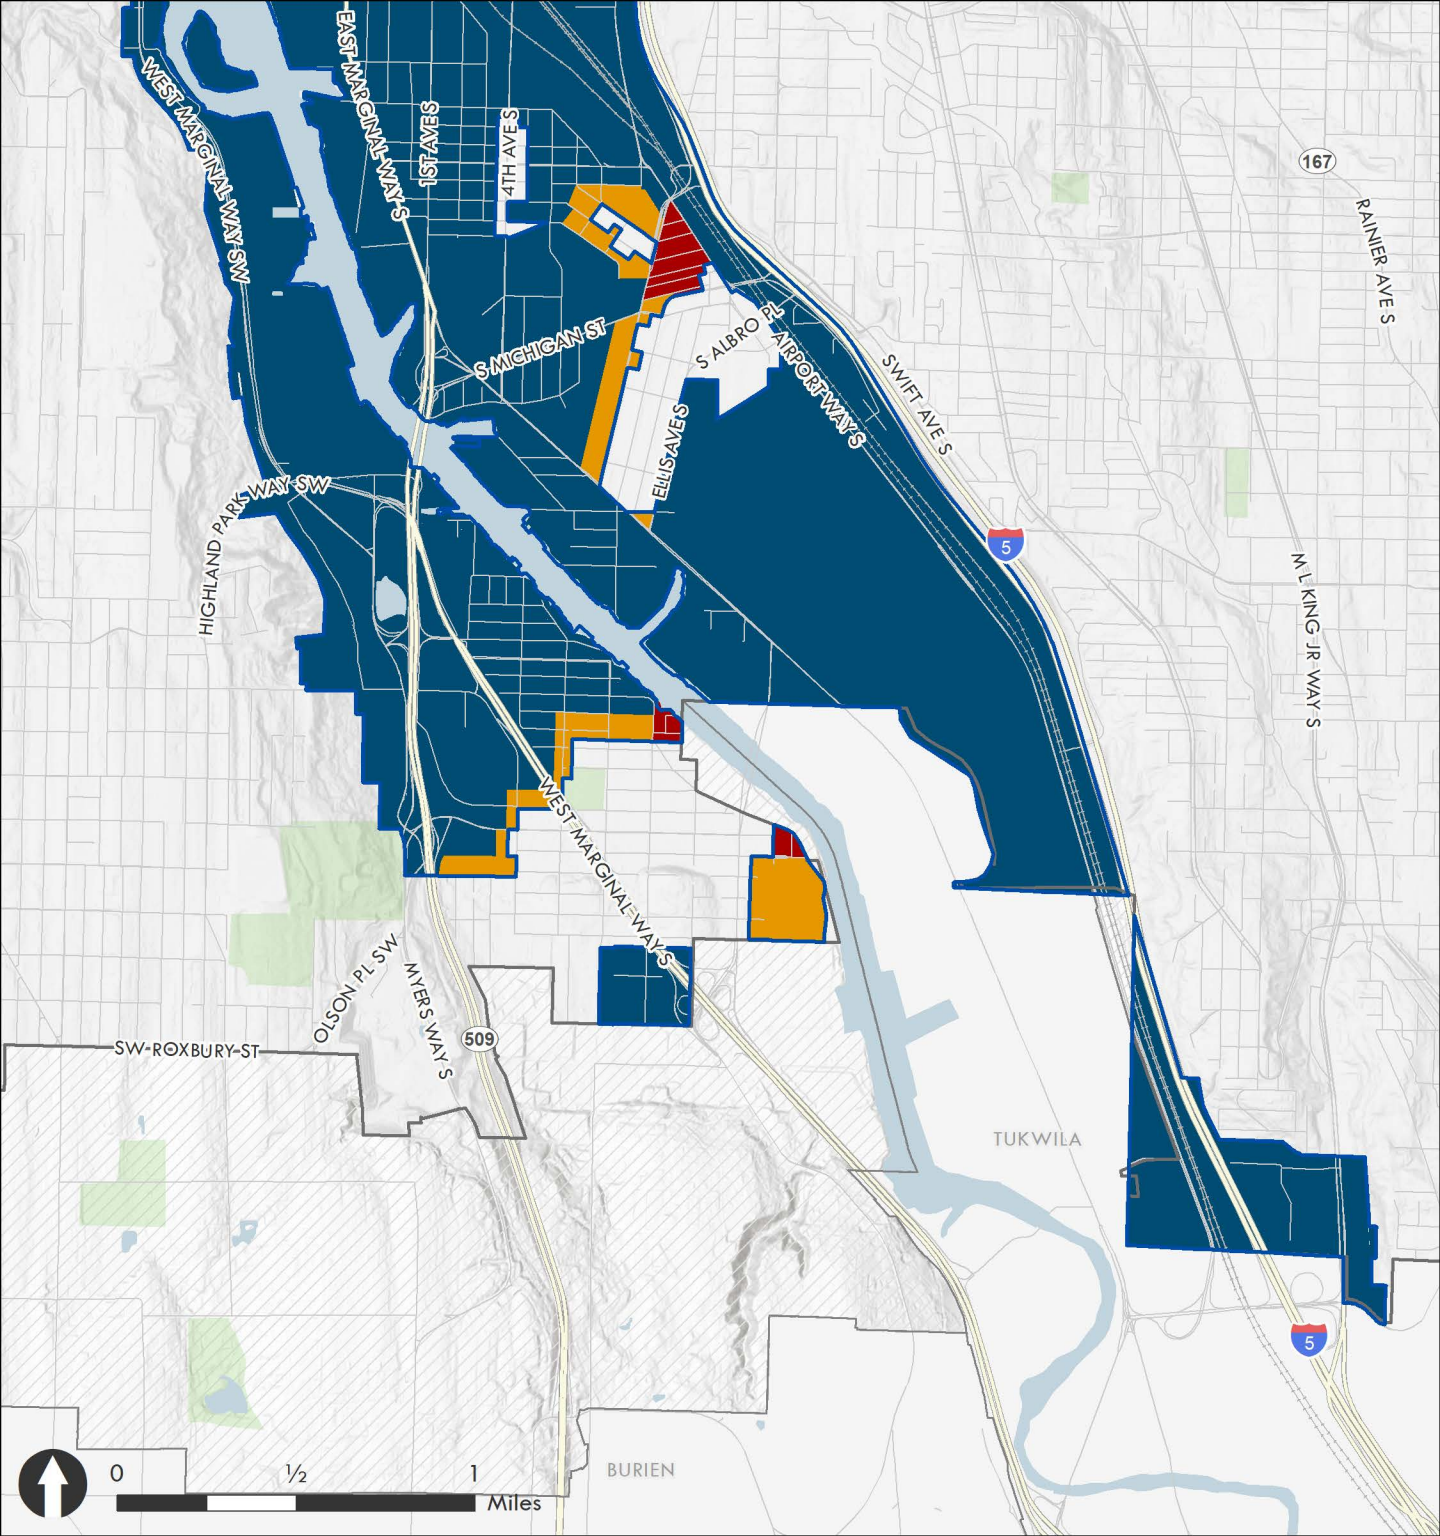 EAST MARGINAL WAY S
WEST MARGINAL WAY SW
1ST AVE S
4TH AVE S
167
RAINIER AVE S
S MICHIGAN ST
S ALBRO PL
AIRPORT WAY S
SWIFT AVE S
ELLIS AVE S
HIGHLAND PARK WAY SW
5
M L KING JR WAY S
WEST MARGINAL WAY S
OLSON PL SW
MYERS WAY S
509
SW ROXBURY ST
TUKWILA
5
BURIEN
0 ½ 1
Miles